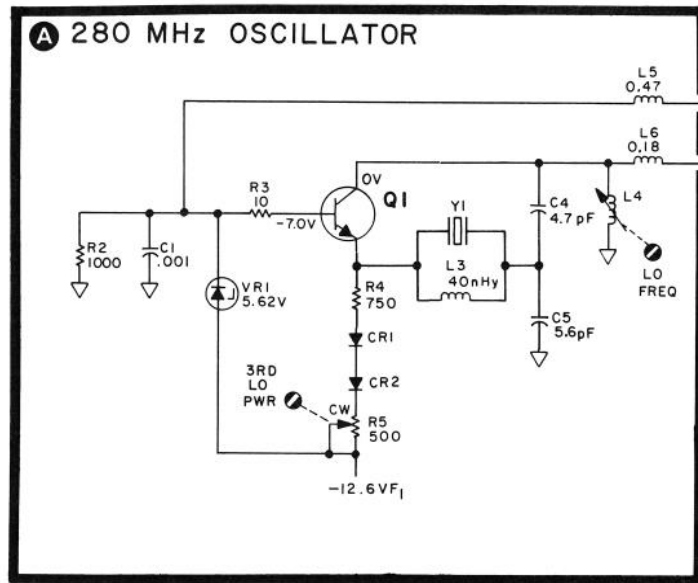 A 280 MHz OSCILLATOR
L5
0.47
L6
0.18
R3
10
0V
Q1
-7.0V
Y1
C4
4.7pF
L4
R2
1000
C1
.001
VR1
5.62V
R4
750
L3
40nHy
LO
FREQ
C5
5.6pF
CR1
CR2
3RD
LO
PWR
CW
R5
500
-12.6VF1